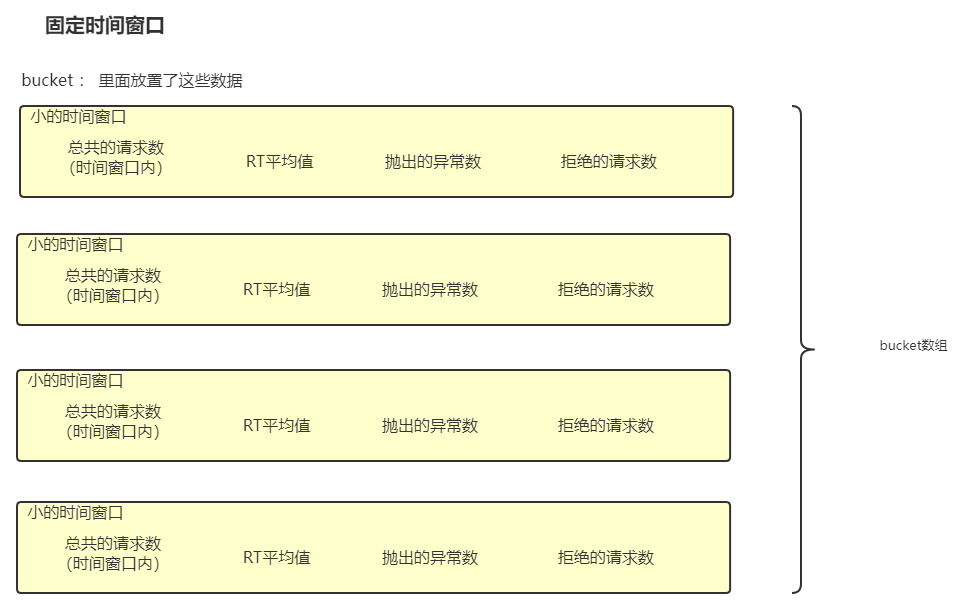 固定时间窗口
bucket： 里面放置了这些数据
小的时间窗口
总共的请求数
（时间窗口内）
RT平均值
抛出的异常数
拒绝的请求数
小的时间窗口
总共的请求数
（时间窗口内）
RT平均值
抛出的异常数
拒绝的请求数
bucket数组
小的时间窗口
总共的请求数
（时间窗口内）
RT平均值
抛出的异常数
拒绝的请求数
小的时间窗口
总共的请求数
（时间窗口内）
RT平均值
抛出的异常数
拒绝的请求数